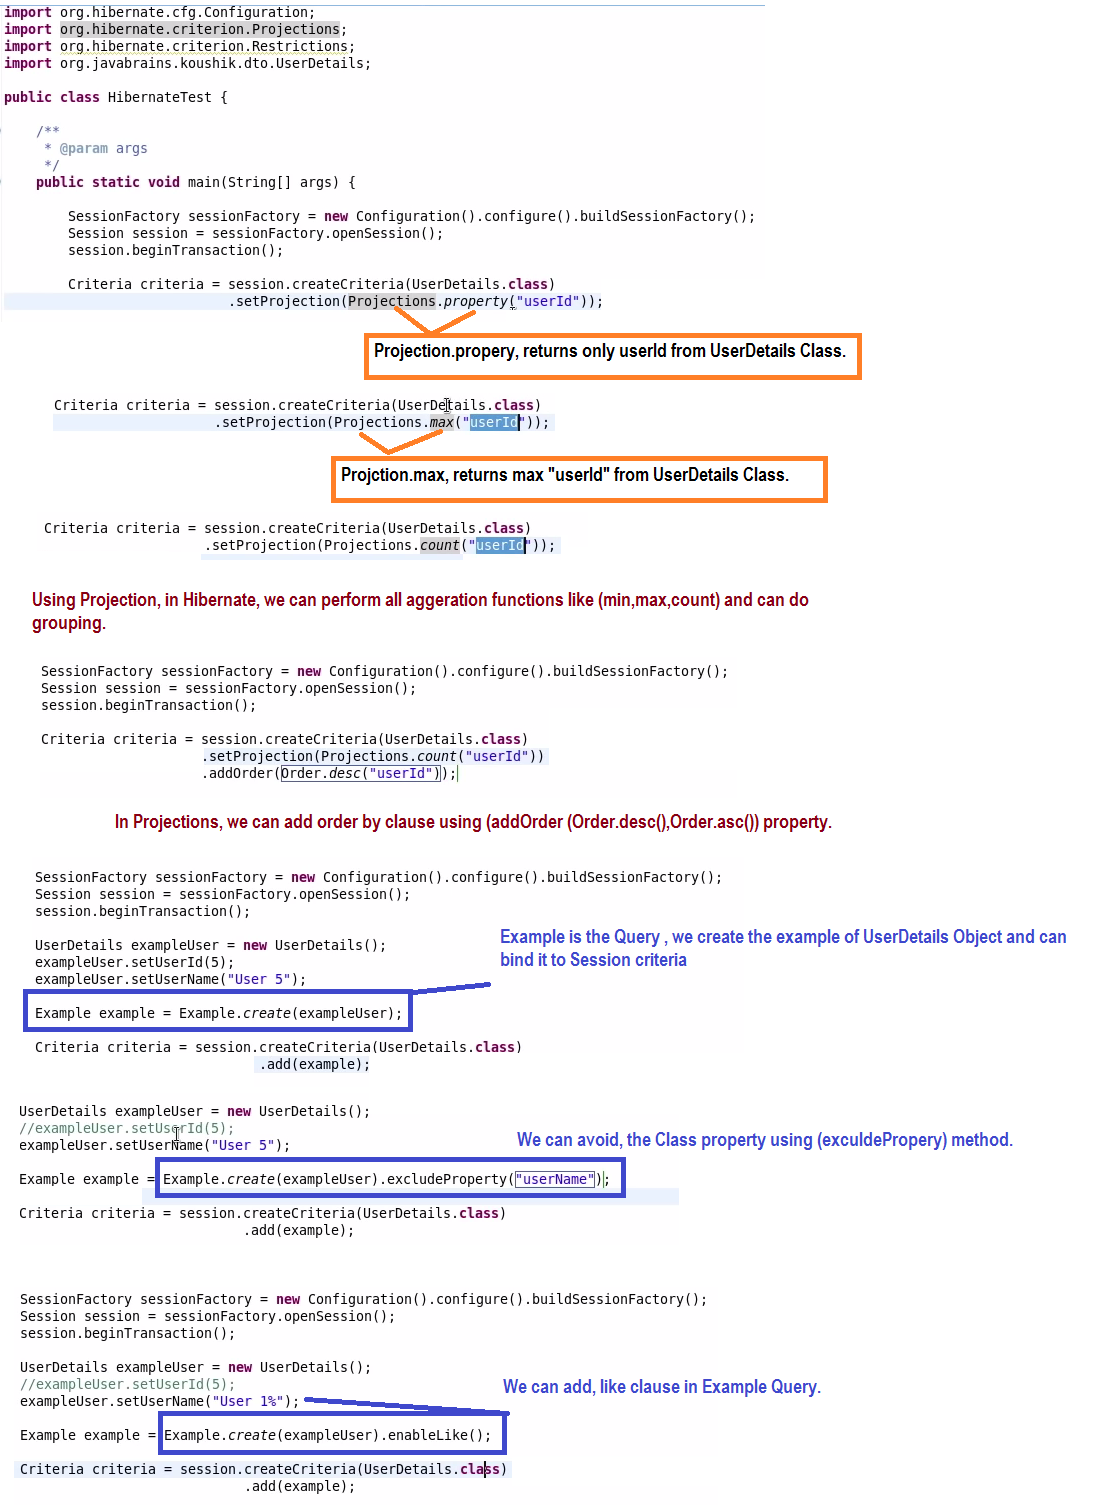 import org.hibernate.cfg.Configuration;
import org.hibernate.criterion.Projections;
import org.hibernate.criterion.Restrictions;
import org.javabrains.koushik.dto.UserDetails;
public class HibernateTest {
/**
* @param args
*/
public static void main(String[] args) {
SessionFactory sessionFactory = new Configuration().configure().buildSessionFactory();
Session session = sessionFactory.openSession();
session.beginTransaction();
Criteria criteria = session.createCriteria(UserDetails.class)
.setProjection(Projections.property("userId"));
Projection.propery, returns only userId from UserDetails Class.
Criteria criteria = session.createCriteria(UserDetails.class)
.setProjection(Projections.max("userId"));
Projction.max, returns max "userId" from UserDetails Class.
Criteria criteria = session.createCriteria(UserDetails.class)
.setProjection(Projections.count("userId"));
Using Projection, in Hibernate, we can perform all aggeration functions like (min,max,count) and can do
grouping.
SessionFactory sessionFactory = new Configuration().configure().buildSessionFactory();
Session session = sessionFactory.openSession();
session.beginTransaction();
Criteria criteria = session.createCriteria(UserDetails.class)
.setProjection(Projections.count("userId"))
.addOrder(Order.desc("userId"));
In Projections, we can add order by clause using (addOrder (Order.desc(),Order.asc()) property.
SessionFactory sessionFactory = new Configuration().configure().buildSessionFactory();
Session session = sessionFactory.openSession();
session.beginTransaction();
UserDetails exampleUser = new UserDetails();
exampleUser.setUserId(5);
exampleUser.setUserName("User 5");
Example is the Query , we create the example of UserDetails Object and can
bind it to Session criteria
Example example = Example.create(exampleUser);
Criteria criteria = session.createCriteria(UserDetails.class)
.add(example);
UserDetails exampleUser = new UserDetails();
//exampleUser.setUserId(5);
exampleUser.setUserName("User 5");
We can avoid, the Class property using (exculdePropery) method.
Example example = Example.create(exampleUser).excludeProperty("userName");
Criteria criteria = session.createCriteria(UserDetails.class)
.add(example);
SessionFactory sessionFactory = new Configuration().configure().buildSessionFactory();
Session session = sessionFactory.openSession();
session.beginTransaction();
UserDetails exampleUser = new UserDetails();
//exampleUser.setUserId(5);
exampleUser.setUserName("User 1%");
We can add, like clause in Example Query.
Example example = Example.create(exampleUser).enableLike();
Criteria criteria = session.createCriteria(UserDetails.class)
.add(example);